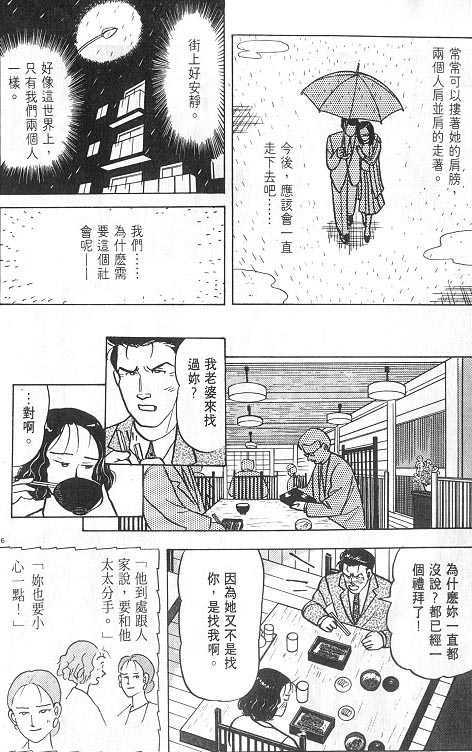 常常可以摟著她的肩膀,
兩個人肩並肩的走著。
今後,應該會一直
走下去吧……
街上好安靜。
好像這世界上,
只有我們兩個人
一樣。
我們……
為什麼需
要這個社
會呢——
我老婆來找
過妳?
…對啊。
為什麼妳一直都
沒說?都已經一
個禮拜了!
因為她又不是找
你,是找我啊。
「他到處跟人
家說,要和他
太太分手。」
「妳也要小
心一點!」
6